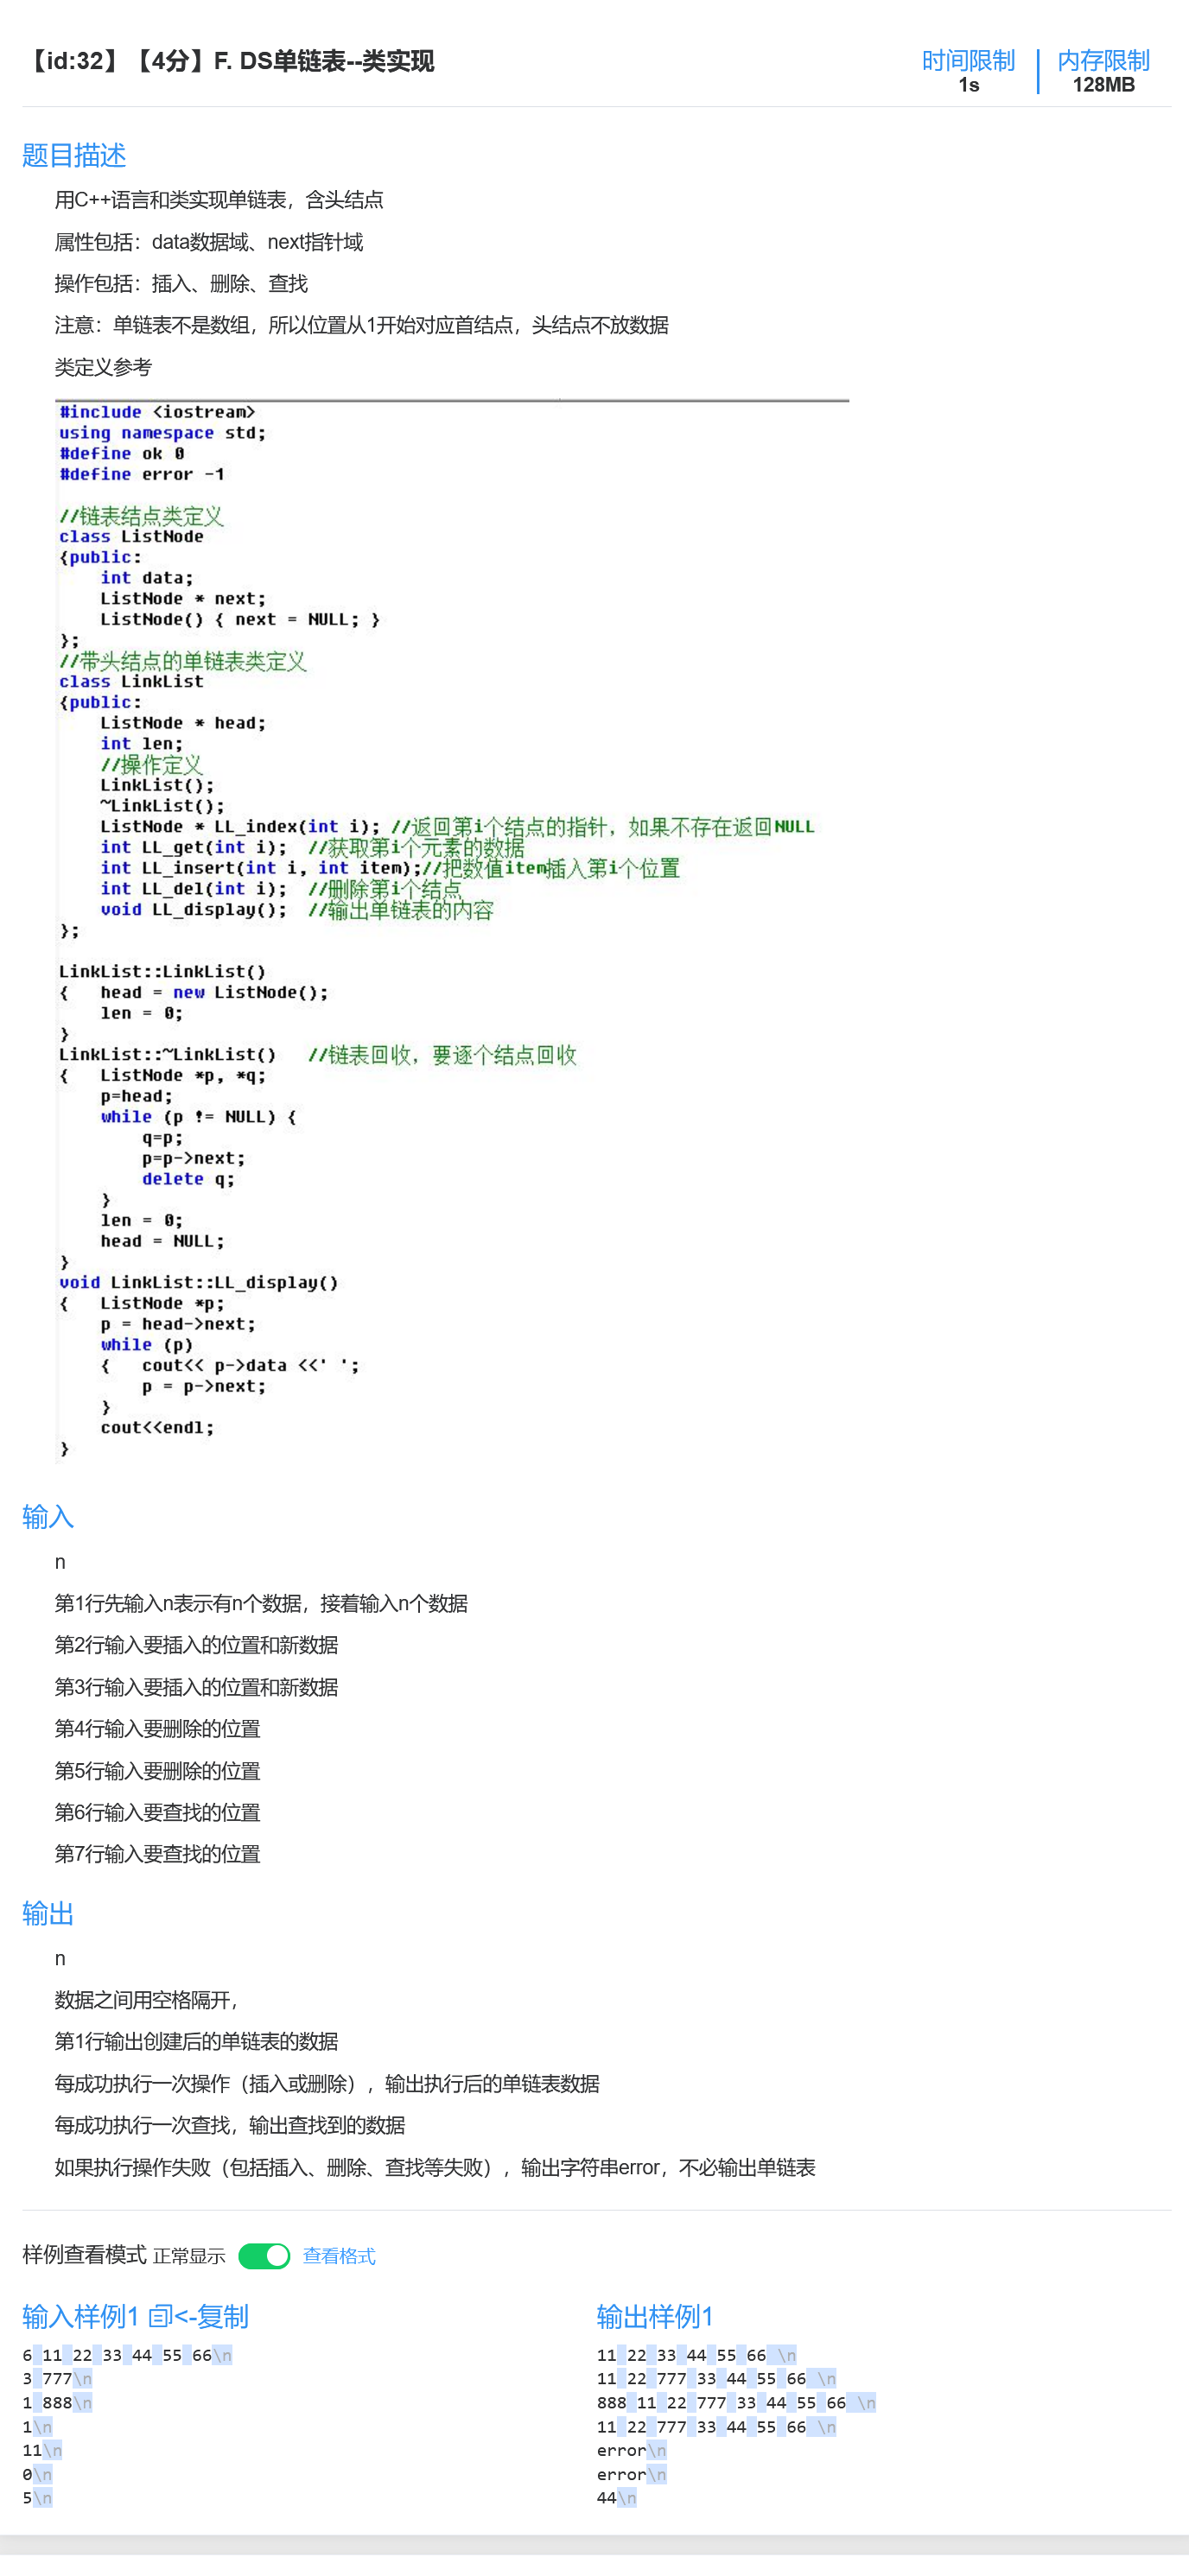 【id:32】【4分】F. DS单链表--类实现
时间限制
1s
内存限制
128MB
题目描述
用C++语言和类实现单链表，含头结点
属性包括：data数据域、next指针域
操作包括：插入、删除、查找
注意：单链表不是数组，所以位置从1开始对应首结点，头结点不放数据
类定义参考
#include <iostream>
using namespace std;
#define ok 0
#define error -1
//链表结点类定义
class ListNode
{public:
    int data;
    ListNode * next;
    ListNode() { next = NULL; }
};
//带头结点的单链表类定义
class LinkList
{public:
    ListNode * head;
    int len;
    //操作定义
    LinkList();
    ~LinkList();
    ListNode * LL_index(int i); //返回第i个结点的指针，如果不存在返回NULL
    int LL_get(int i);  //获取第i个元素的数据
    int LL_insert(int i, int item);//把数值item插入第i个位置
    int LL_del(int i);  //删除第i个结点
    void LL_display();  //输出单链表的内容
};
LinkList::LinkList()
{   head = new ListNode();
    len = 0;
}
LinkList::~LinkList()   //链表回收，要逐个结点回收
{   ListNode *p, *q;
    p=head;
    while (p != NULL) {
        q=p;
        p=p->next;
        delete q;
    }
    len = 0;
    head = NULL;
}
void LinkList::LL_display()
{   ListNode *p;
    p = head->next;
    while (p)
    {   cout<< p->data <<' ';
        p = p->next;
    }
    cout<<endl;
}
输入
n
第1行先输入n表示有n个数据，接着输入n个数据
第2行输入要插入的位置和新数据
第3行输入要插入的位置和新数据
第4行输入要删除的位置
第5行输入要删除的位置
第6行输入要查找的位置
第7行输入要查找的位置
输出
n
数据之间用空格隔开，
第1行输出创建后的单链表的数据
每成功执行一次操作（插入或删除），输出执行后的单链表数据
每成功执行一次查找，输出查找到的数据
如果执行操作失败（包括插入、删除、查找等失败），输出字符串error，不必输出单链表
样例查看模式 正常显示 查看格式
输入样例1 <-复制
6 11 22 33 44 55 66\n
3 777\n
1 888\n
1\n
11\n
0\n
5\n
输出样例1
11 22 33 44 55 66 \n
11 22 777 33 44 55 66 \n
888 11 22 777 33 44 55 66 \n
11 22 777 33 44 55 66 \n
error\n
error\n
44\n